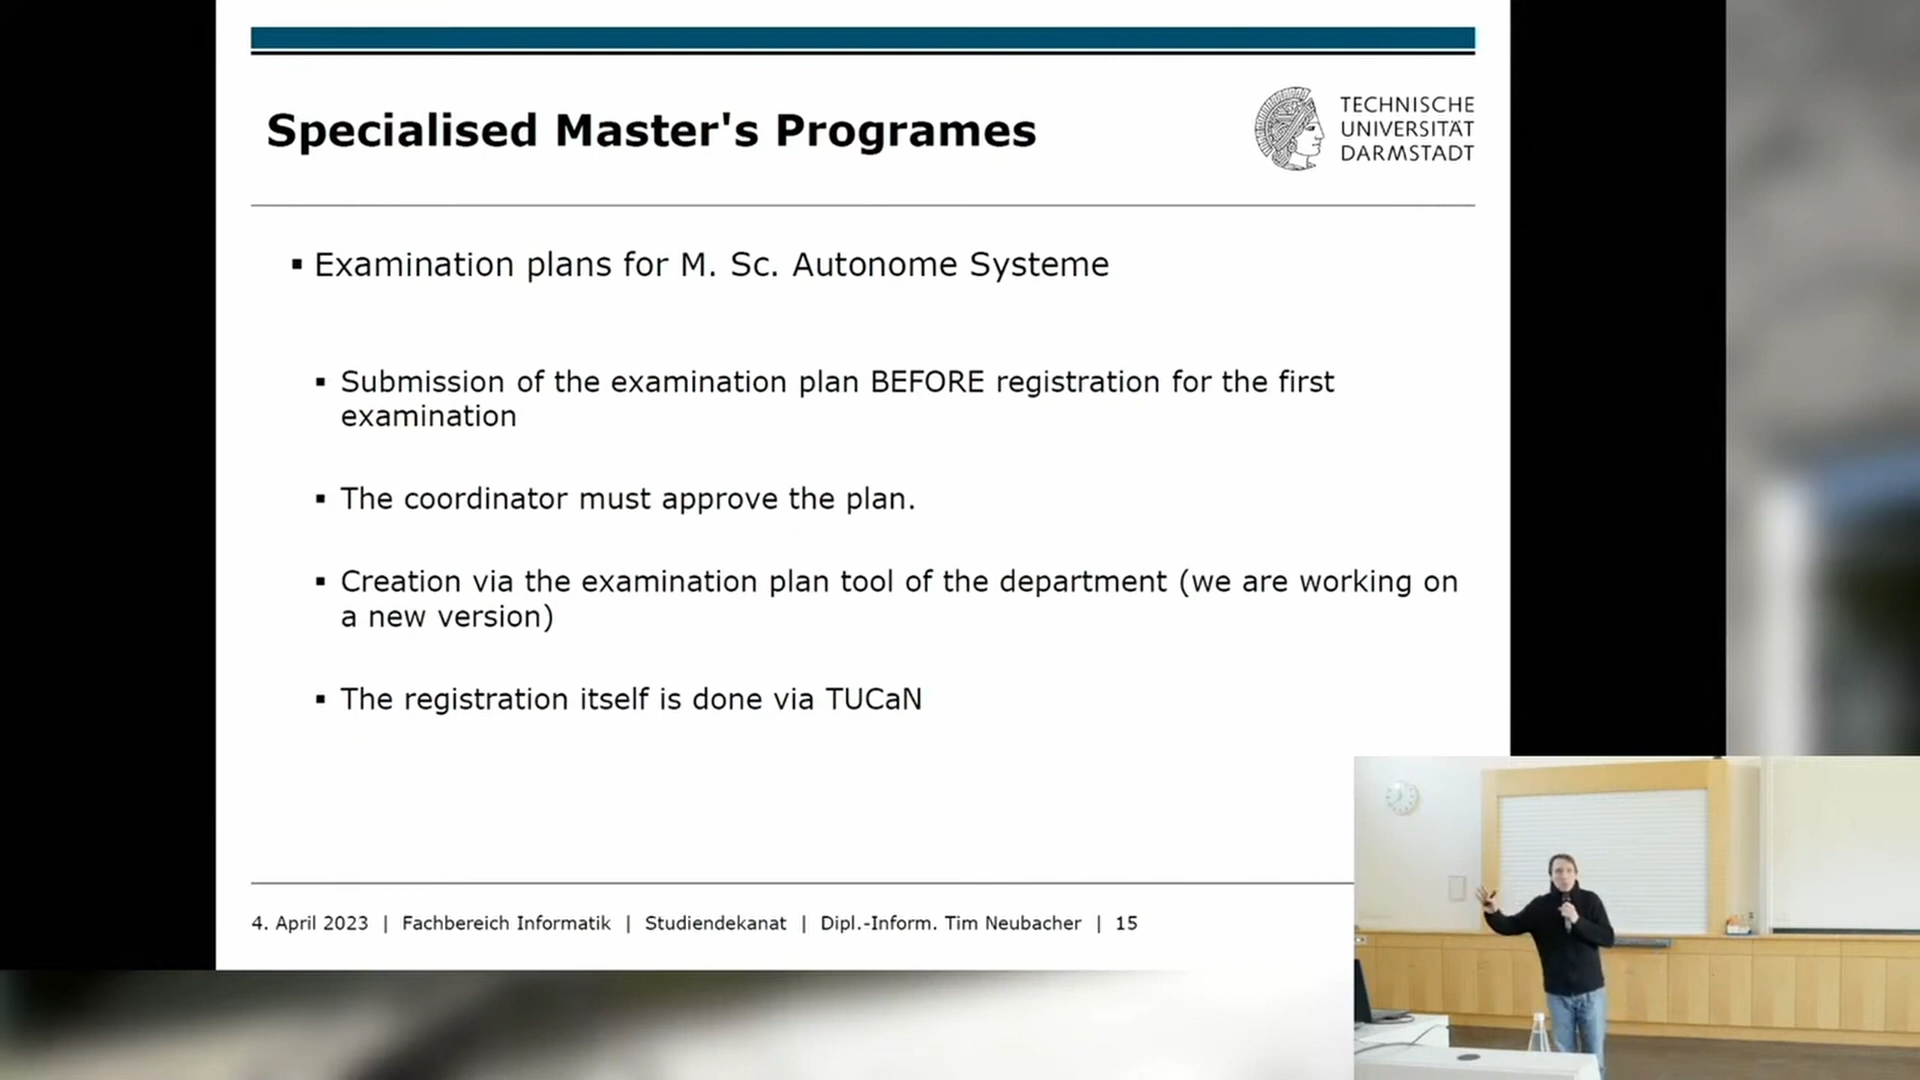 Specialised Master's Programes
TECHNISCHE
UNIVERSITÄT
DARMSTADT
▪ Examination plans for M. Sc. Autonome Systeme
▪ Submission of the examination plan BEFORE registration for the first
examination
▪ The coordinator must approve the plan.
▪ Creation via the examination plan tool of the department (we are working on
a new version)
▪ The registration itself is done via TUCaN
4. April 2023 | Fachbereich Informatik | Studiendekanat | Dipl.-Inform. Tim Neubacher | 15